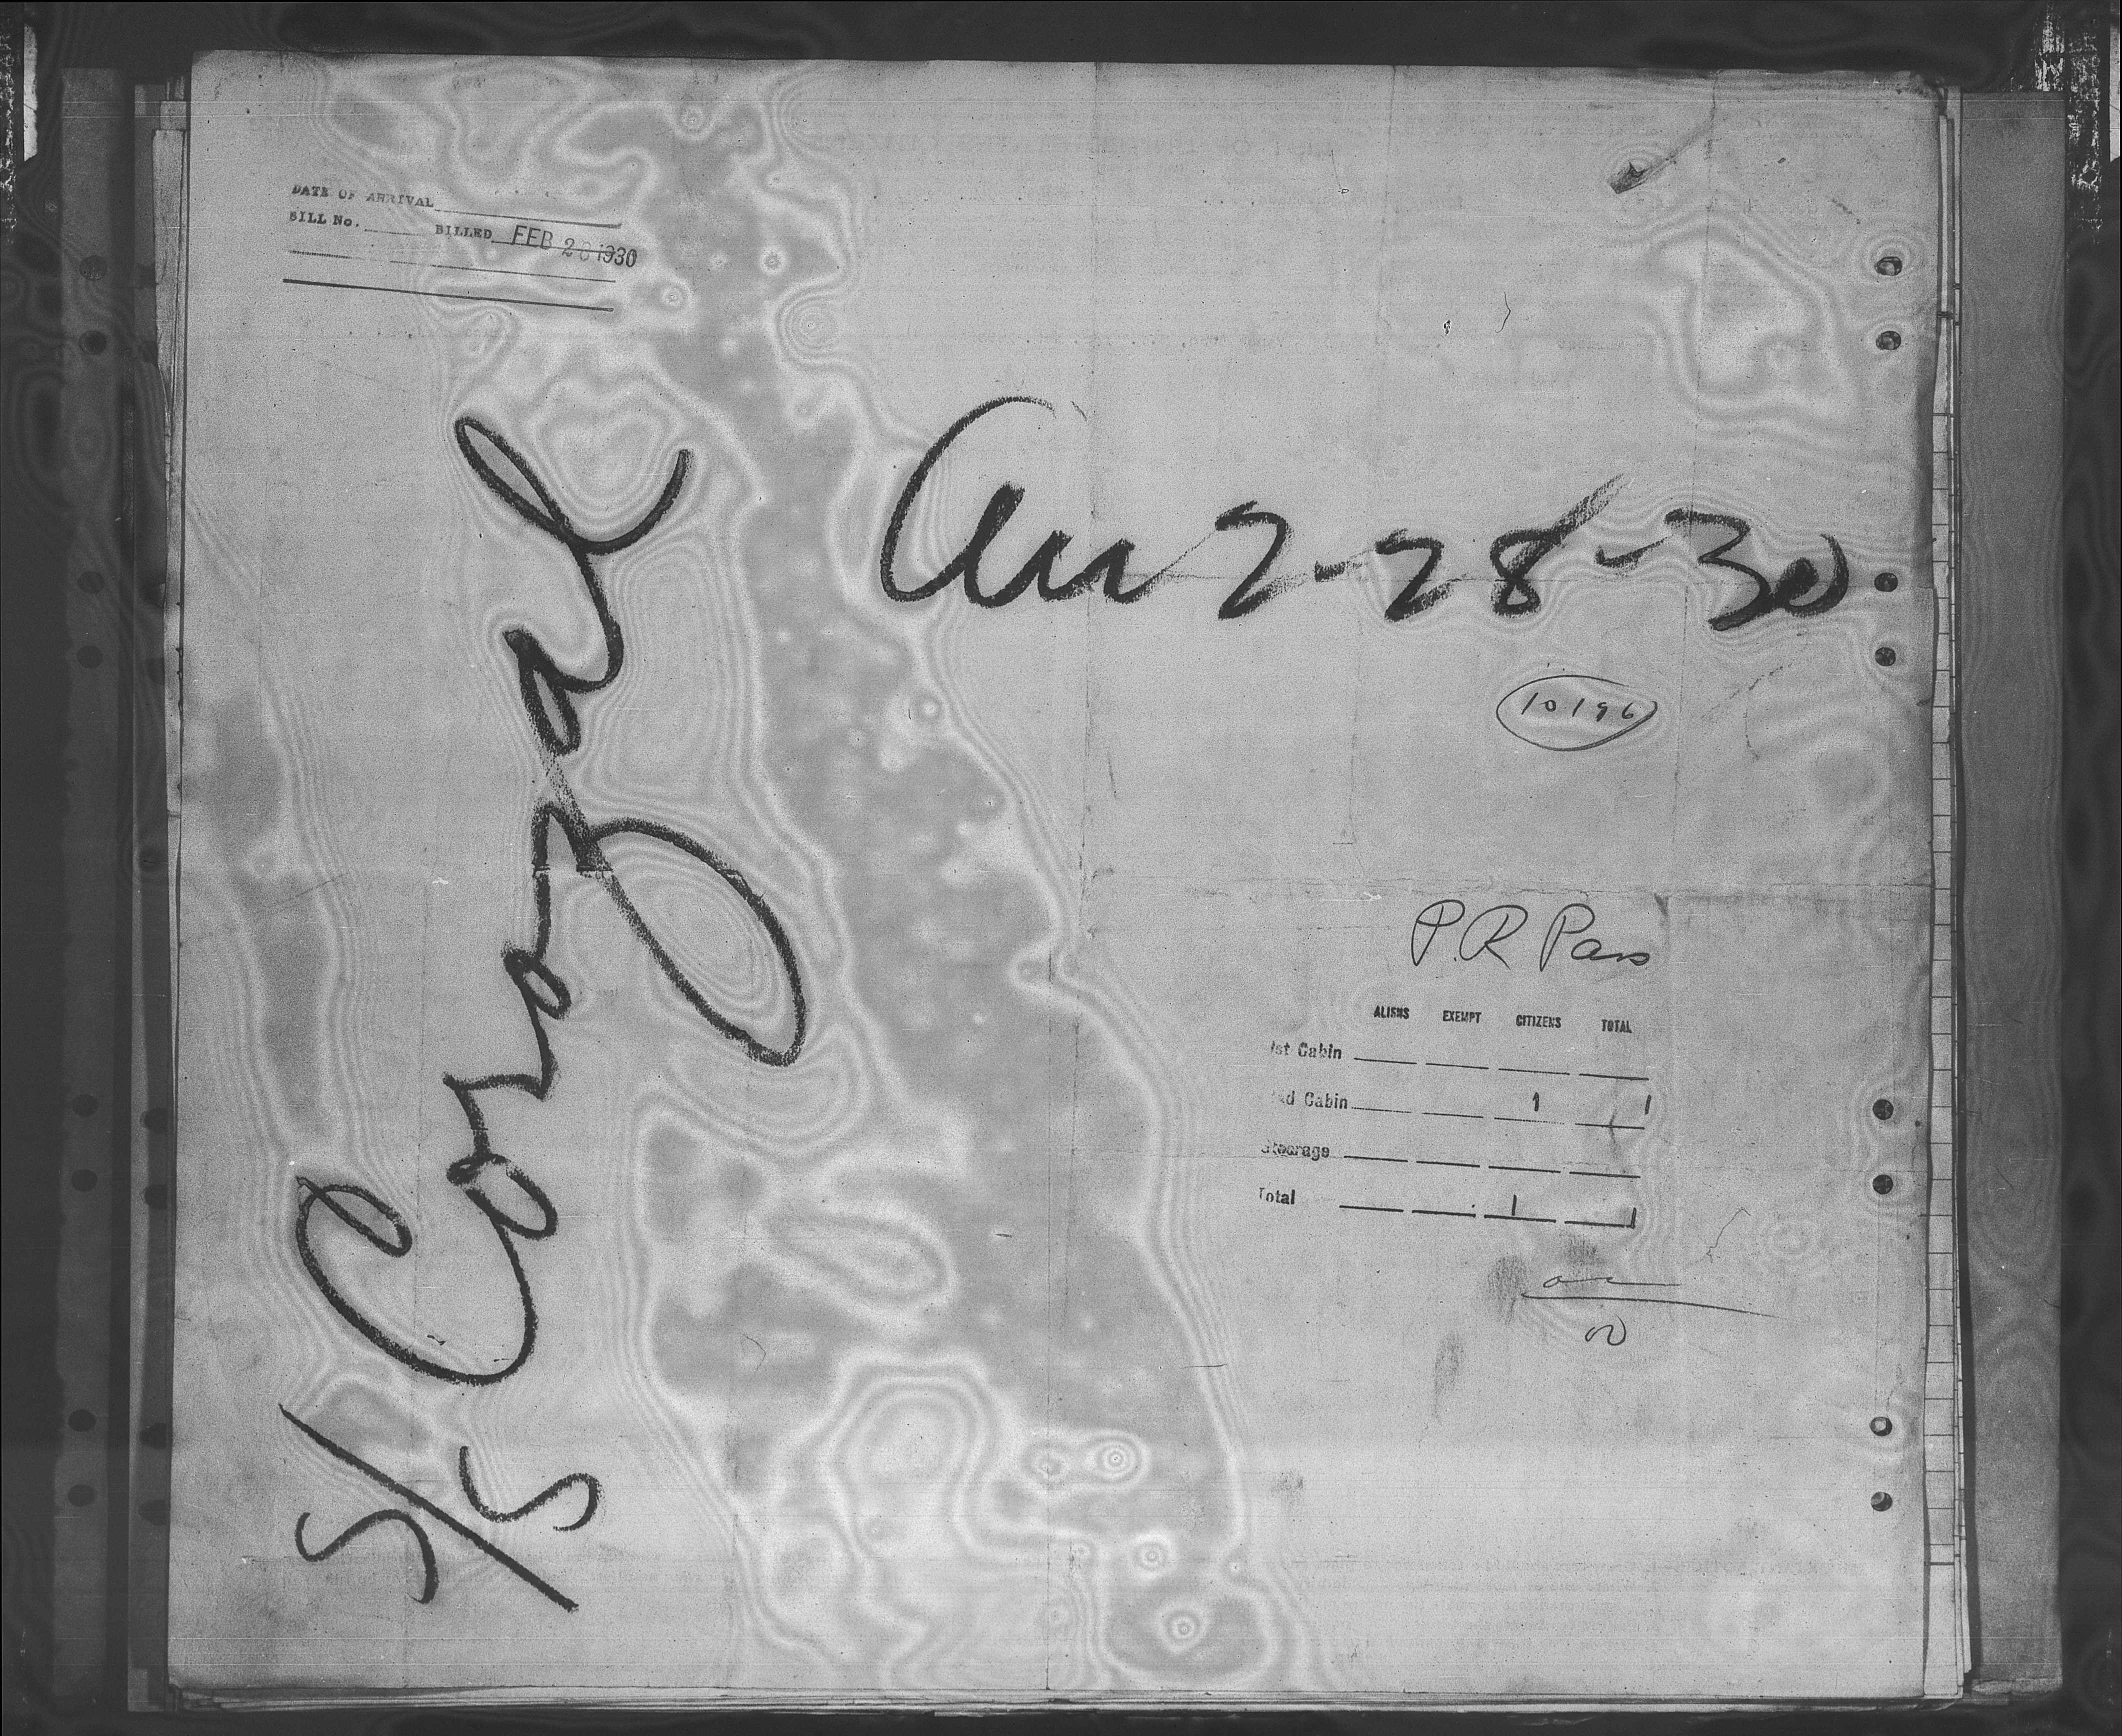 DATE OF ARRIVAL
BILL No. BILLED FEB 28 1930
S/S Corozal
Arr 2-28-30
10196
P.R Pass
ALIENS EXEMPT CITIZENS TOTAL
1st Cabin
2nd Cabin 1 1
Steerage
Total 1 1